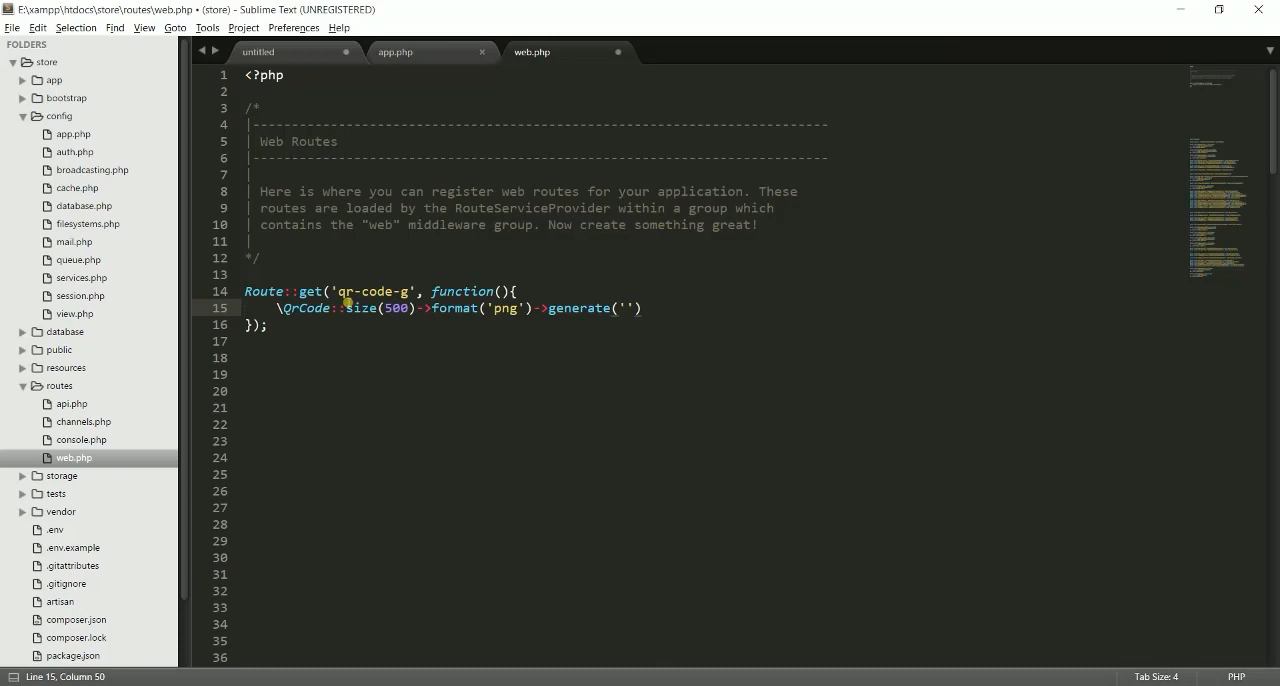 E:\xampp\htdocs\store\routes\web.php • (store) - Sublime Text (UNREGISTERED)
File Edit Selection Find View Goto Tools Project Preferences Help
FOLDERS
store
app
bootstrap
config
app.php
auth.php
broadcasting.php
cache.php
database.php
filesystems.php
mail.php
queue.php
services.php
session.php
view.php
database
public
resources
routes
api.php
channels.php
console.php
web.php
storage
tests
vendor
.env
.env.example
.gitattributes
.gitignore
artisan
composer.json
composer.lock
package.json
untitled app.php web.php
1 <?php
2
3 /*
4 |--------------------------------------------------------------------------
5 | Web Routes
6 |--------------------------------------------------------------------------
7 |
8 | Here is where you can register web routes for your application. These
9 | routes are loaded by the RouteServiceProvider within a group which
10 | contains the "web" middleware group. Now create something great!
11 |
12 */
13
14 Route::get('qr-code-g', function(){
15 \QrCode::size(500)->format('png')->generate('')
16 });
17
18
19
20
21
22
23
24
25
26
27
28
29
30
31
32
33
34
35
36
Line 15, Column 50 Tab Size: 4 PHP